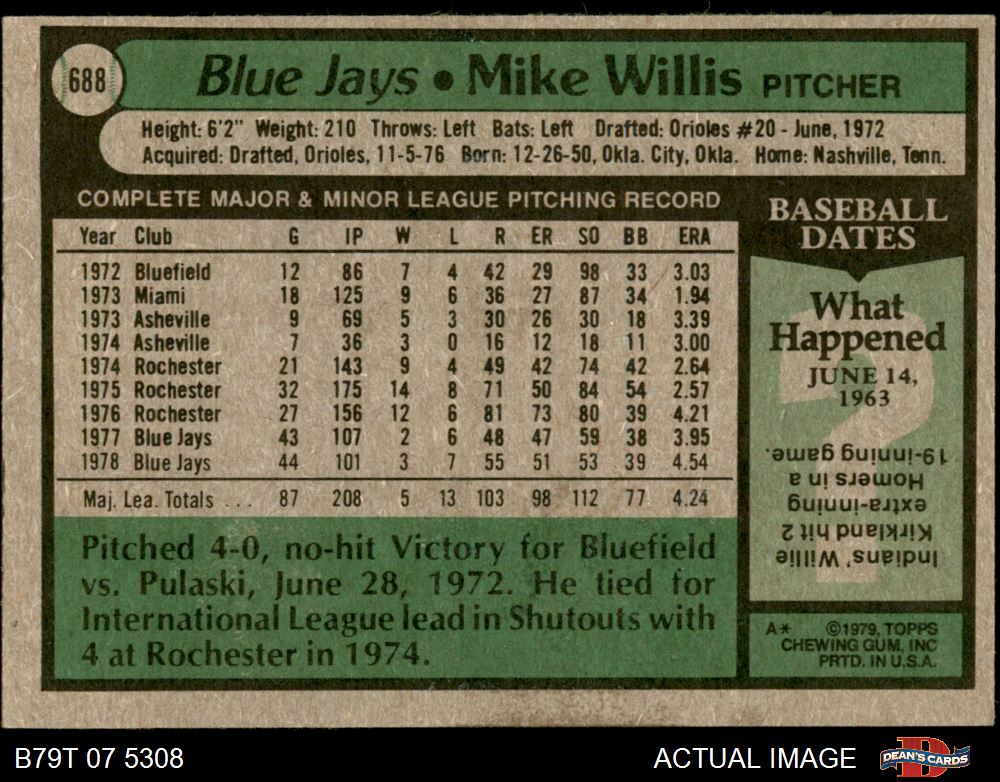 688
Blue Jays • Mike Willis PITCHER
Height: 6'2" Weight: 210 Throws: Left Bats: Left Drafted: Orioles #20 - June, 1972
Acquired: Drafted, Orioles, 11-5-76 Born: 12-26-50, Okla. City, Okla. Home: Nashville, Tenn.
COMPLETE MAJOR & MINOR LEAGUE PITCHING RECORD
Year Club G IP W L R ER SO BB ERA
1972 Bluefield 12 86 7 4 42 29 98 33 3.03
1973 Miami 18 125 9 6 36 27 87 34 1.94
1973 Asheville 9 69 5 3 30 26 30 18 3.39
1974 Asheville 7 36 3 0 16 12 18 11 3.00
1974 Rochester 21 143 9 4 49 42 74 42 2.64
1975 Rochester 32 175 14 8 71 50 84 54 2.57
1976 Rochester 27 156 12 6 81 73 80 39 4.21
1977 Blue Jays 43 107 2 6 48 47 59 38 3.95
1978 Blue Jays 44 101 3 7 55 51 53 39 4.54
Maj. Lea. Totals . . . 87 208 5 13 103 98 112 77 4.24
Pitched 4-0, no-hit Victory for Bluefield
vs. Pulaski, June 28, 1972. He tied for
International League lead in Shutouts with
4 at Rochester in 1974.
BASEBALL
DATES
What
Happened
JUNE 14,
1963
Indians' Willie
Kirkland hit 2
extra-inning
Homers in a
19-inning game.
A* ©1979, TOPPS
CHEWING GUM, INC
PRTD. IN U.S.A.
B79T 07 5308
ACTUAL IMAGE
DEAN'S CARDS